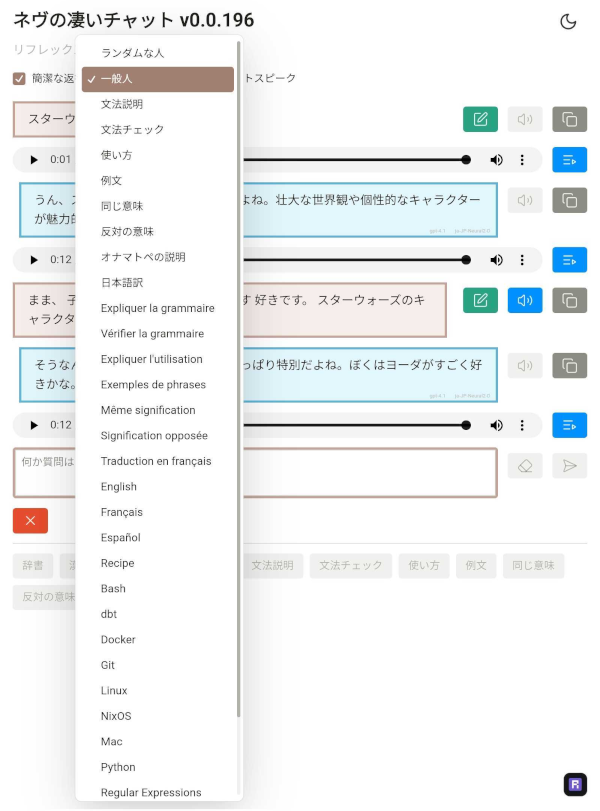 ネヴの凄いチャット v0.0.196
リフレック
簡潔な返
トスピーク
ランダムな人
一般人
文法説明
文法チェック
使い方
例文
同じ意味
反対の意味
オナマトペの説明
日本語訳
Expliquer la grammaire
Vérifier la grammaire
Expliquer l'utilisation
Exemples de phrases
Même signification
Signification opposée
Traduction en français
English
Français
Español
Recipe
Bash
dbt
Docker
Git
Linux
NixOS
Mac
Python
Regular Expressions
スターウ
0:01
うん、
よね。壮大な世界観や個性的なキャラクター
が魅力的
0:12
まま、 子
す 好きです。 スターウォーズのキ
ャラクタ
そうなん
っぱり特別だよね。ぼくはヨーダがすごく好
きかな。
0:12
何か質問は
辞書
文法説明
文法チェック
使い方
例文
同じ意味
反対の意味
R